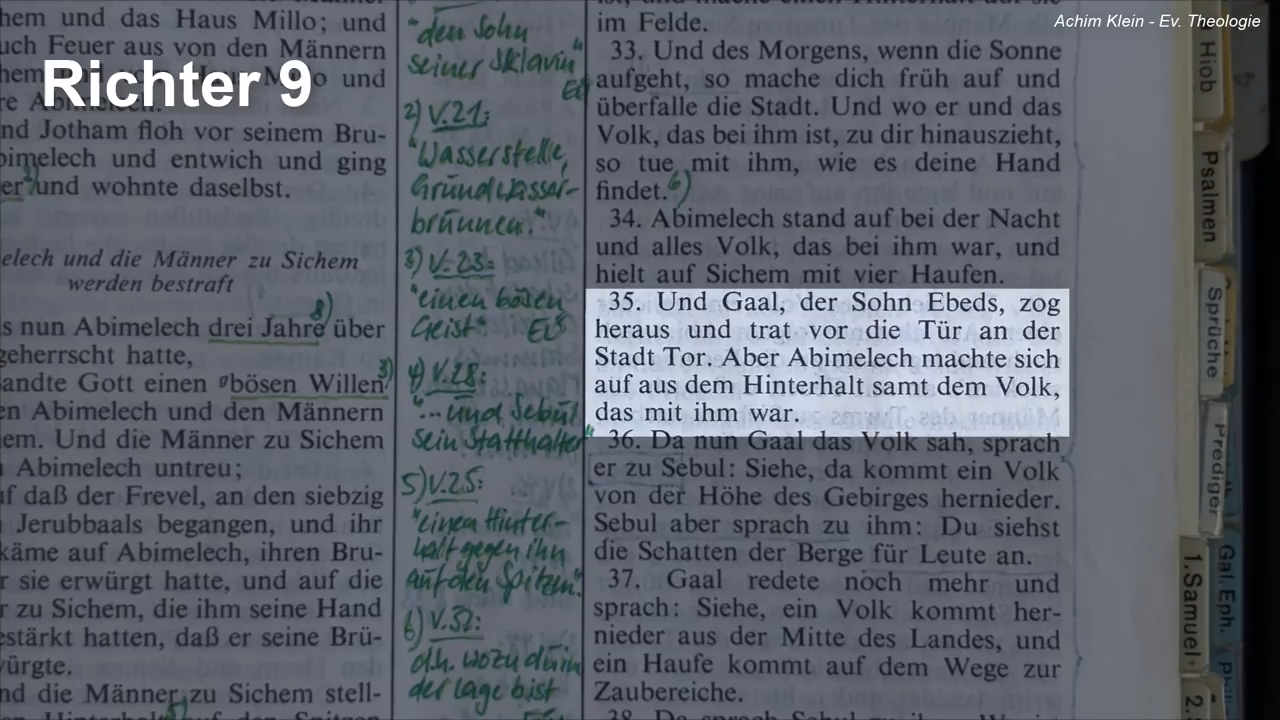 Achim Klein - Ev. Theologie
Richter 9
hem und das Haus Millo; und
uch Feuer aus von den Männern
nd Jotham floh vor seinem Bru-
bimelech und entwich und ging
er und wohnte daselbst.
elech und die Männer zu Sichem
werden bestraft
s nun Abimelech drei Jahre über
geherrscht hatte,
andte Gott einen bösen Willen
en Abimelech und den Männern
em. Und die Männer zu Sichem
Abimelech untreu;
uf daß der Frevel, an den siebzig
Jerubbaals begangen, und ihr
käme auf Abimelech, ihren Bru-
r sie erwürgt hatte, und auf die
r zu Sichem, die ihm seine Hand
estärkt hatten, daß er seine Brü-
würgte.
nd die Männer zu Sichem stell-
"den Sohn
seiner Sklavin"
2) V.21:
"Wasserstelle,
Grundwasser-
brunnen."
3) V.23:
"einen bösen
Geist"
4) V.28:
"...und Sebul
sein Statthalter"
5) V.25:
"einen Hinter-
halt gegen ihn
auf den Spitzen."
6) V.32:
d.h. wozu du in
der Lage bist
im Felde.
33. Und des Morgens, wenn die Sonne
aufgeht, so mache dich früh auf und
überfalle die Stadt. Und wo er und das
Volk, das bei ihm ist, zu dir hinauszieht,
so tue mit ihm, wie es deine Hand
findet. 6)
34. Abimelech stand auf bei der Nacht
und alles Volk, das bei ihm war, und
hielt auf Sichem mit vier Haufen.
35. Und Gaal, der Sohn Ebeds, zog
heraus und trat vor die Tür an der
Stadt Tor. Aber Abimelech machte sich
auf aus dem Hinterhalt samt dem Volk,
das mit ihm war.
36. Da nun Gaal das Volk sah, sprach
er zu Sebul: Siehe, da kommt ein Volk
von der Höhe des Gebirges hernieder.
Sebul aber sprach zu ihm: Du siehst
die Schatten der Berge für Leute an.
37. Gaal redete noch mehr und
sprach: Siehe, ein Volk kommt her-
nieder aus der Mitte des Landes, und
ein Haufe kommt auf dem Wege zur
Zaubereiche.
Hiob
Psalmen
Sprüche
Prediger
Gal. Eph.
1. Samuel
2.